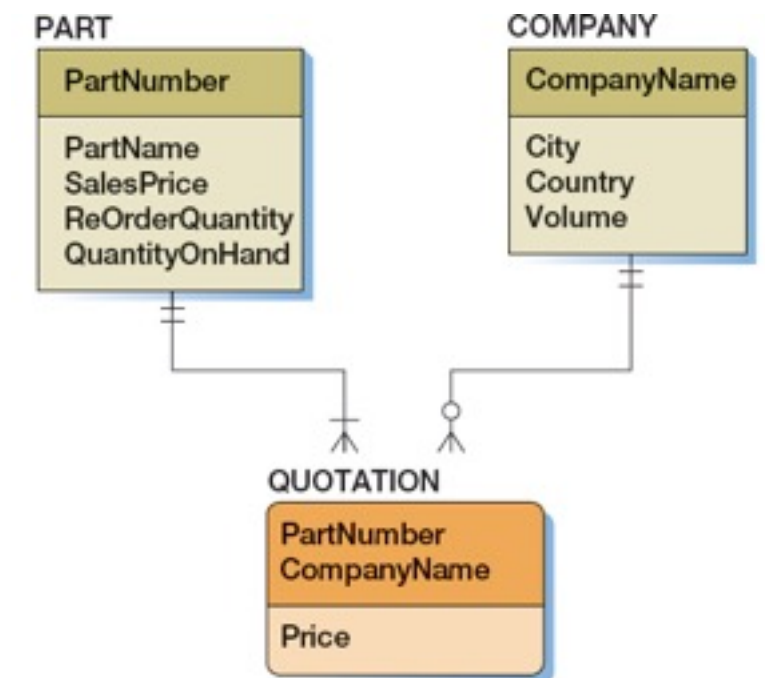 PART
PartNumber
PartName
SalesPrice
ReOrderQuantity
QuantityOnHand
COMPANY
CompanyName
City
Country
Volume
QUOTATION
PartNumber
CompanyName
Price